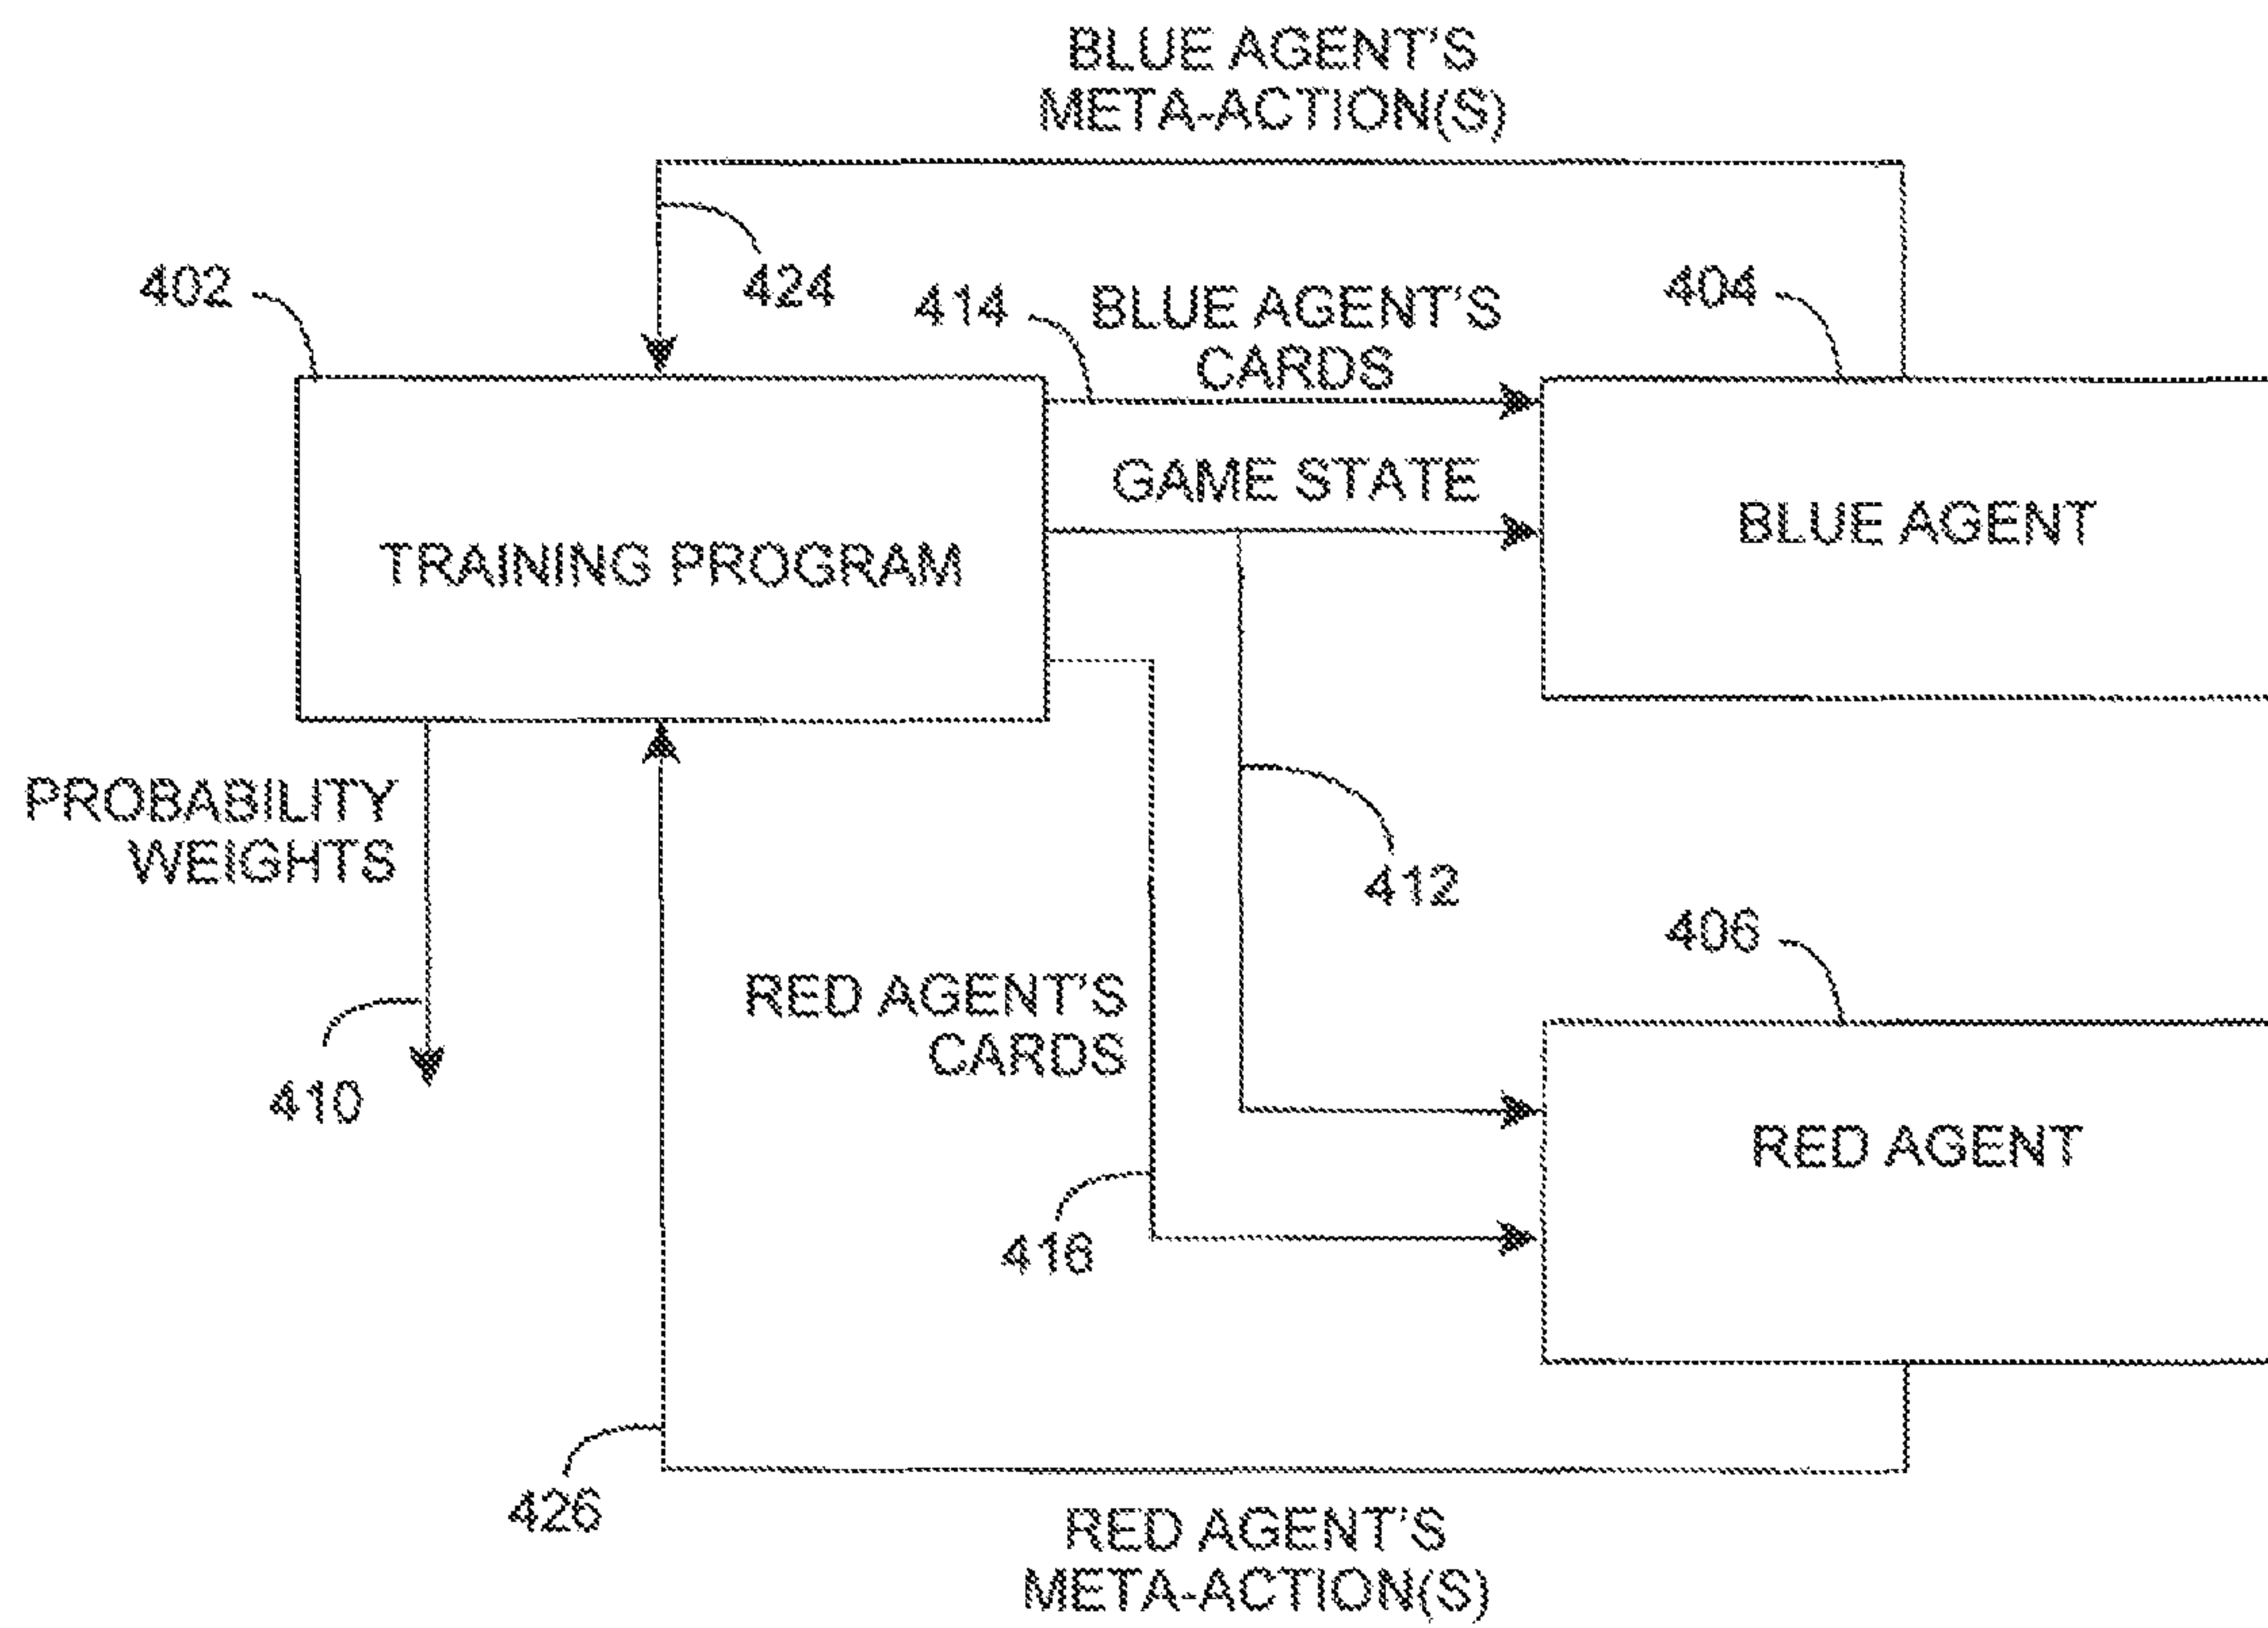 BLUE AGENT'S
META-ACTION(S)
424
402
414
BLUE AGENT'S
CARDS
404
GAME STATE
TRAINING PROGRAM
BLUE AGENT
PROBABILITY
WEIGHTS
412
410
RED AGENT'S
CARDS
406
RED AGENT
416
426
RED AGENT'S
META-ACTION(S)